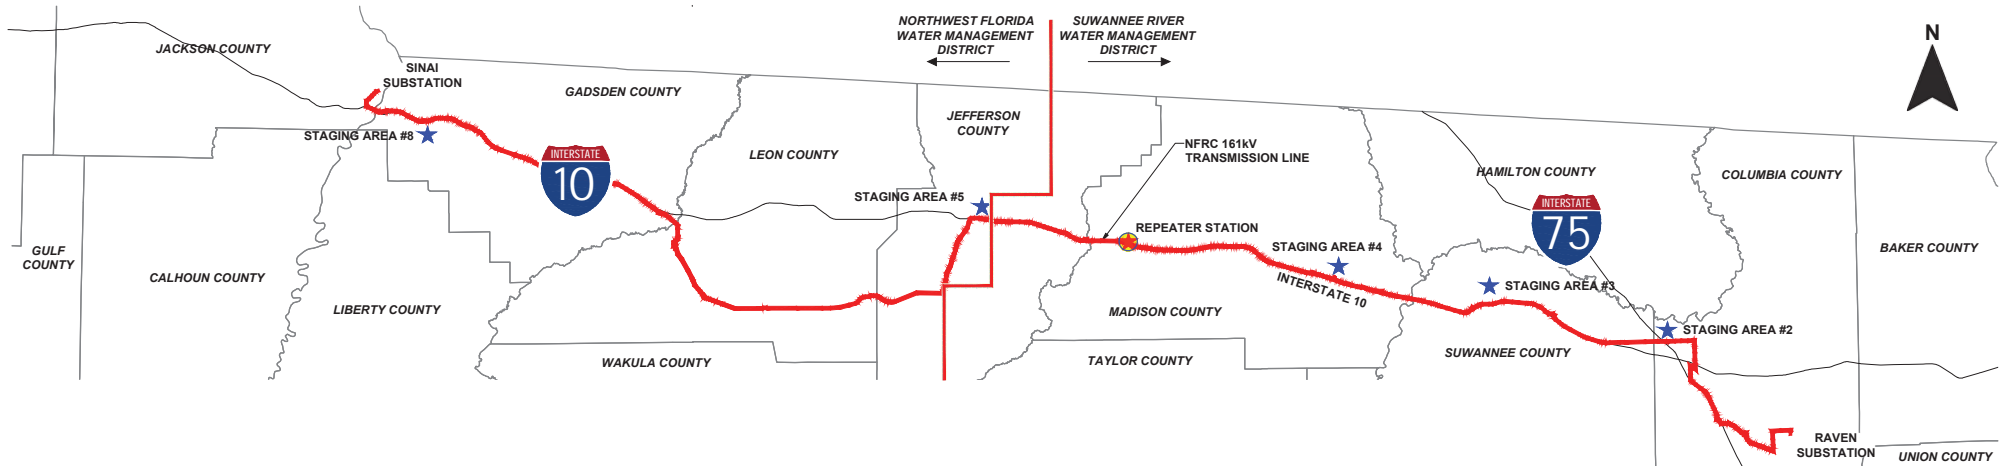 NORTHWEST FLORIDA
WATER MANAGEMENT
DISTRICT
SUWANNEE RIVER
WATER MANAGEMENT
DISTRICT
N
JACKSON COUNTY
SINAI
SUBSTATION
GADSDEN COUNTY
JEFFERSON
COUNTY
STAGING AREA #8
INTERSTATE
10
LEON COUNTY
NFRC 161kV
TRANSMISSION LINE
HAMILTON COUNTY
COLUMBIA COUNTY
STAGING AREA #5
INTERSTATE
75
REPEATER STATION
STAGING AREA #4
GULF
COUNTY
CALHOUN COUNTY
BAKER COUNTY
INTERSTATE 10
STAGING AREA #3
LIBERTY COUNTY
MADISON COUNTY
STAGING AREA #2
WAKULA COUNTY
TAYLOR COUNTY
SUWANNEE COUNTY
RAVEN
SUBSTATION
UNION COUNTY